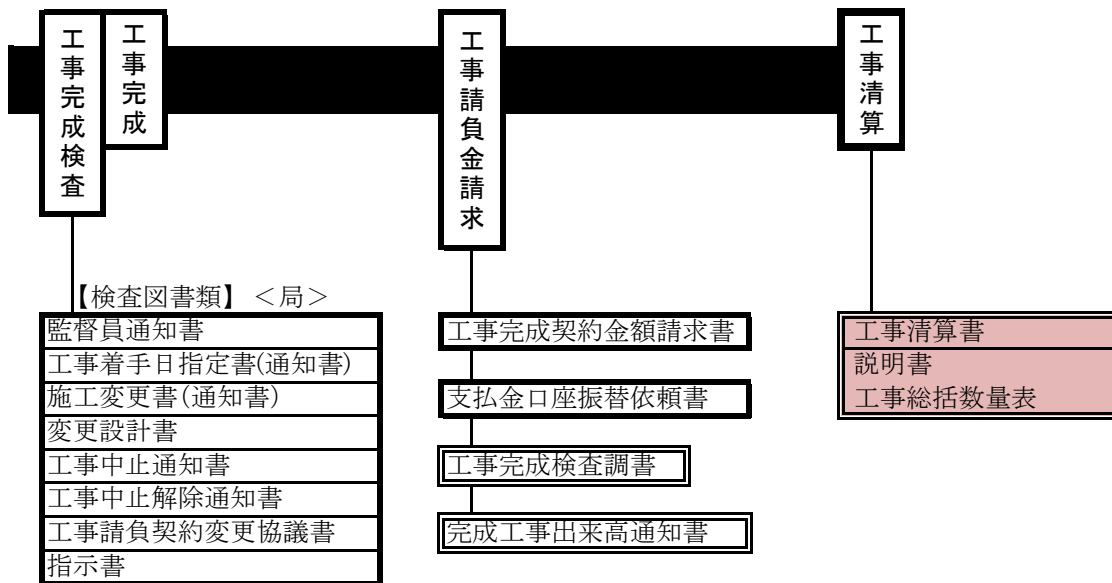 工事完成検査
工事完成
工事請負金請求
工事清算
【検査図書類】＜局＞
監督員通知書
工事着手日指定書(通知書)
施工変更書(通知書)
変更設計書
工事中止通知書
工事中止解除通知書
工事請負契約変更協議書
指示書
工事完成契約金額請求書
支払金口座振替依頼書
工事完成検査調書
完成工事出来高通知書
工事清算書
説明書
工事総括数量表